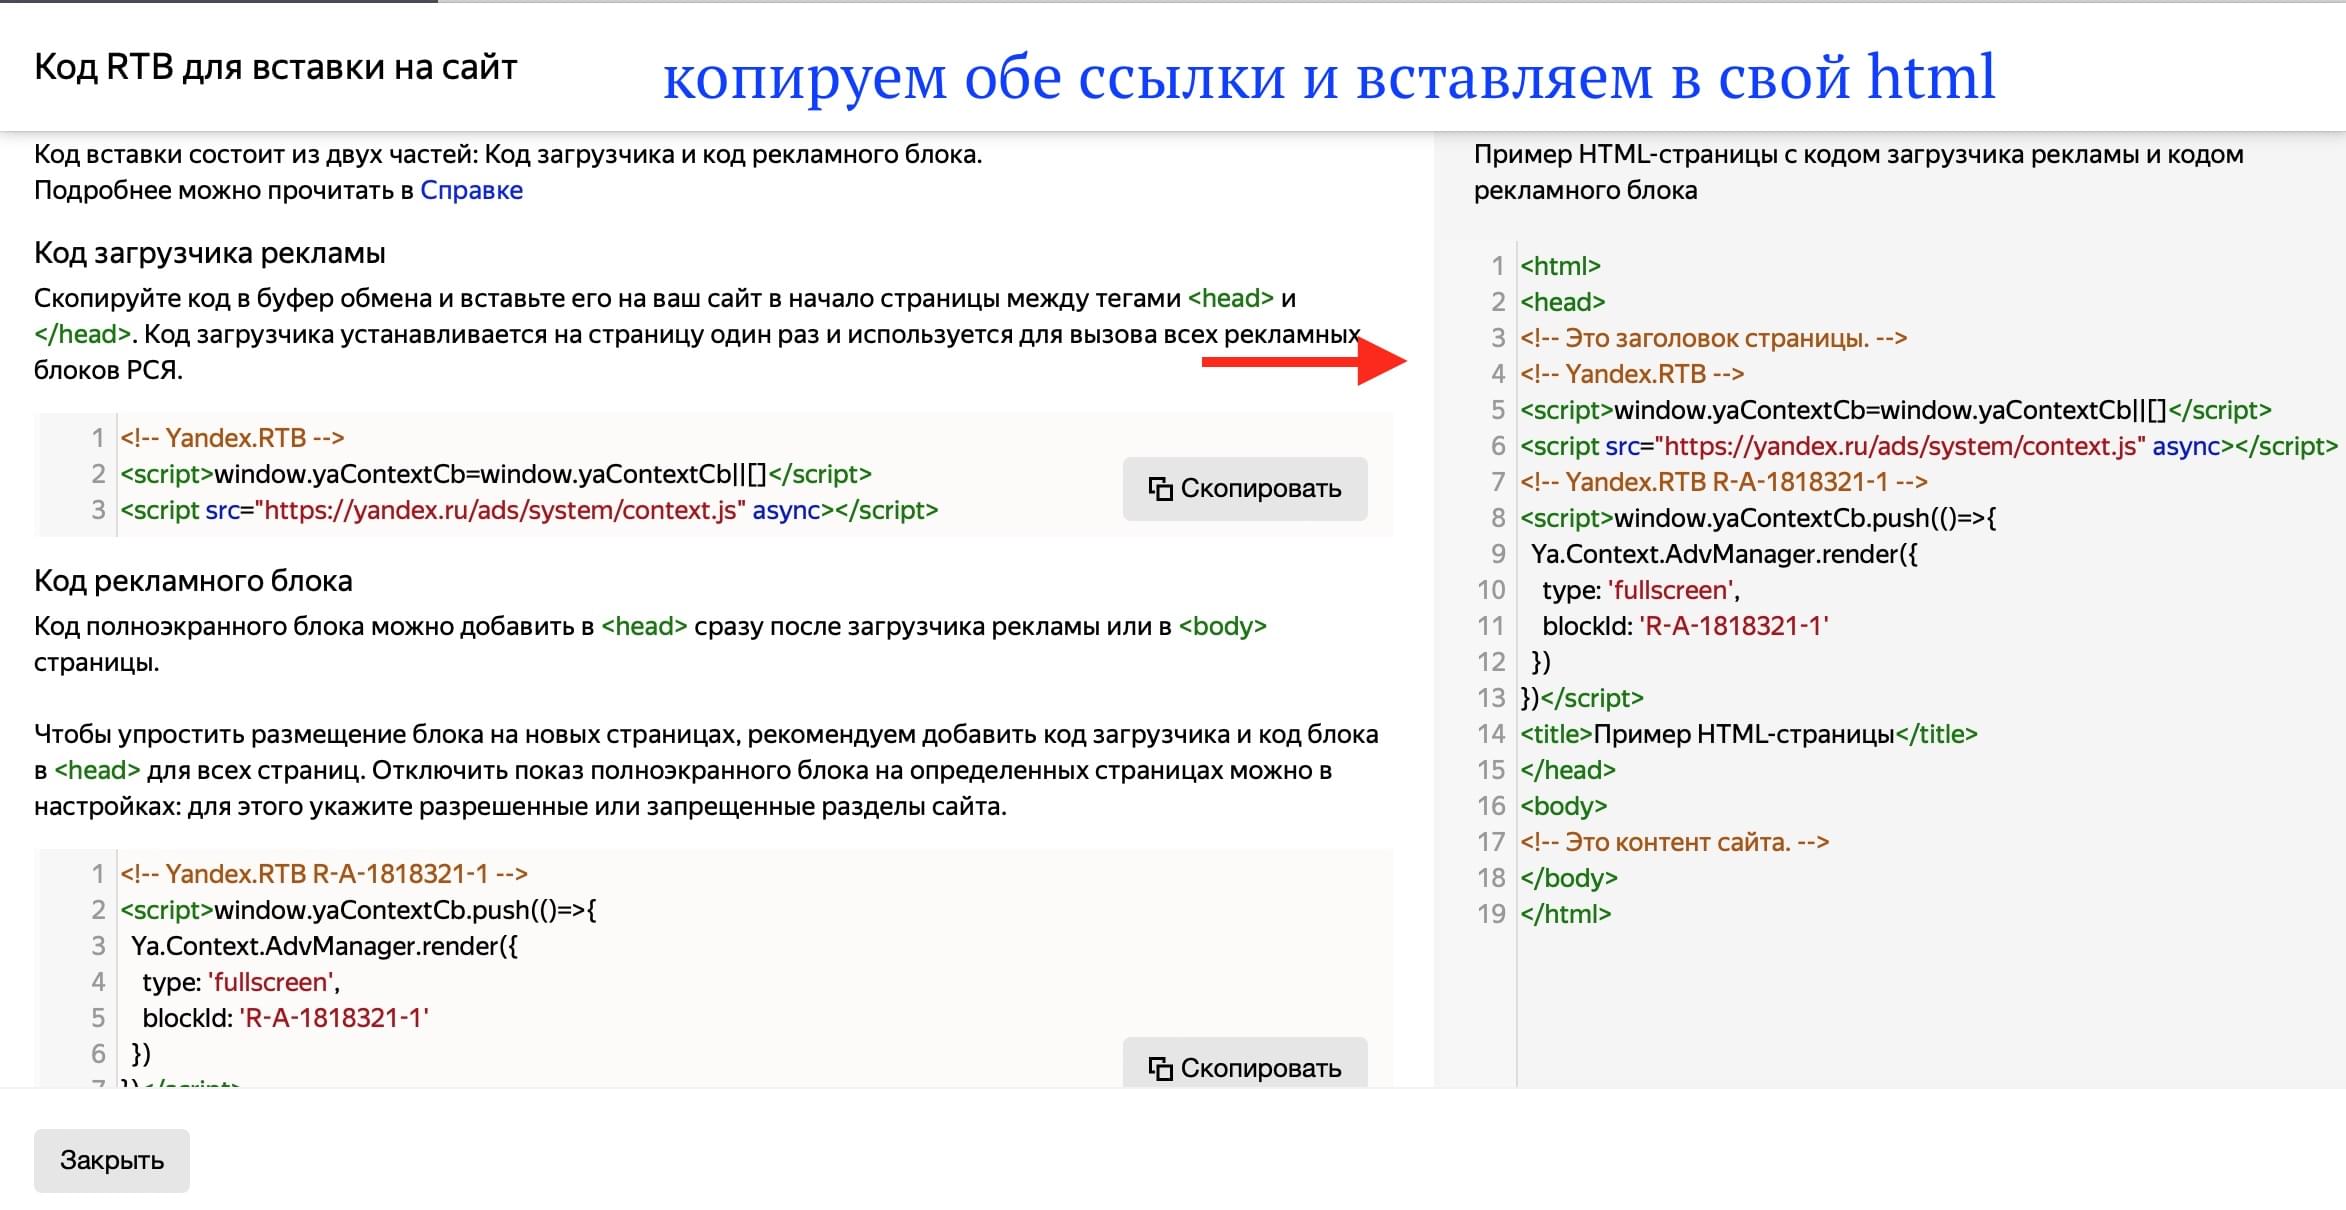 Код RTB для вставки на сайт
копируем обе ссылки и вставляем в свой html
Код вставки состоит из двух частей: Код загрузчика и код рекламного блока.
Подробнее можно прочитать в Справке
Код загрузчика рекламы
Скопируйте код в буфер обмена и вставьте его на ваш сайт в начало страницы между тегами <head> и
</head>. Код загрузчика устанавливается на страницу один раз и используется для вызова всех рекламных
блоков РСЯ.
1 <!-- Yandex.RTB -->
2 <script>window.yaContextCb=window.yaContextCb||[]</script>
3 <script src="https://yandex.ru/ads/system/context.js" async></script>
Скопировать
Код рекламного блока
Код полноэкранного блока можно добавить в <head> сразу после загрузчика рекламы или в <body>
страницы.
Чтобы упростить размещение блока на новых страницах, рекомендуем добавить код загрузчика и код блока
в <head> для всех страниц. Отключить показ полноэкранного блока на определенных страницах можно в
настройках: для этого укажите разрешенные или запрещенные разделы сайта.
1 <!-- Yandex.RTB R-A-1818321-1 -->
2 <script>window.yaContextCb.push(()=>{
3 Ya.Context.AdvManager.render({
4 type: 'fullscreen',
5 blockId: 'R-A-1818321-1'
6 })
7 })</script>
Скопировать
Пример HTML-страницы с кодом загрузчика рекламы и кодом
рекламного блока
1 <html>
2 <head>
3 <!-- Это заголовок страницы. -->
4 <!-- Yandex.RTB -->
5 <script>window.yaContextCb=window.yaContextCb||[]</script>
6 <script src="https://yandex.ru/ads/system/context.js" async></script>
7 <!-- Yandex.RTB R-A-1818321-1 -->
8 <script>window.yaContextCb.push(()=>{
9 Ya.Context.AdvManager.render({
10 type: 'fullscreen',
11 blockId: 'R-A-1818321-1'
12 })
13 })</script>
14 <title>Пример HTML-страницы</title>
15 </head>
16 <body>
17 <!-- Это контент сайта. -->
18 </body>
19 </html>
Закрыть